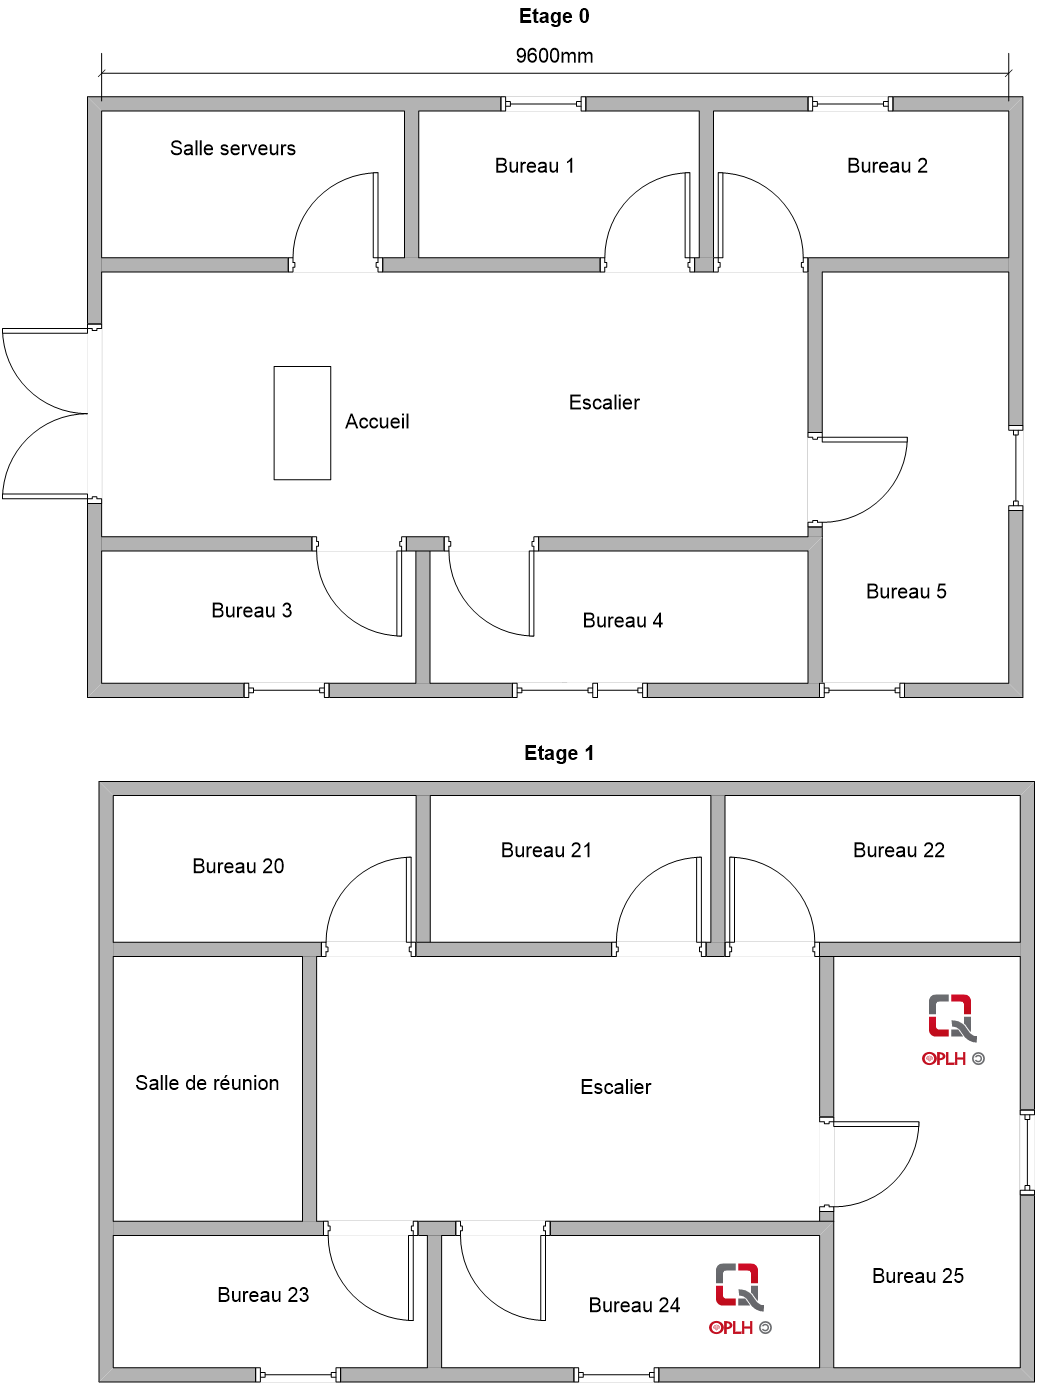 Etage 0
9600mm
Salle serveurs
Bureau 1
Bureau 2
Escalier
Accueil
Bureau 5
Bureau 3
Bureau 4
Etage 1
Bureau 20
Bureau 21
Bureau 22
OPLH ©
Salle de réunion
Escalier
Bureau 25
Bureau 23
Bureau 24
OPLH ©